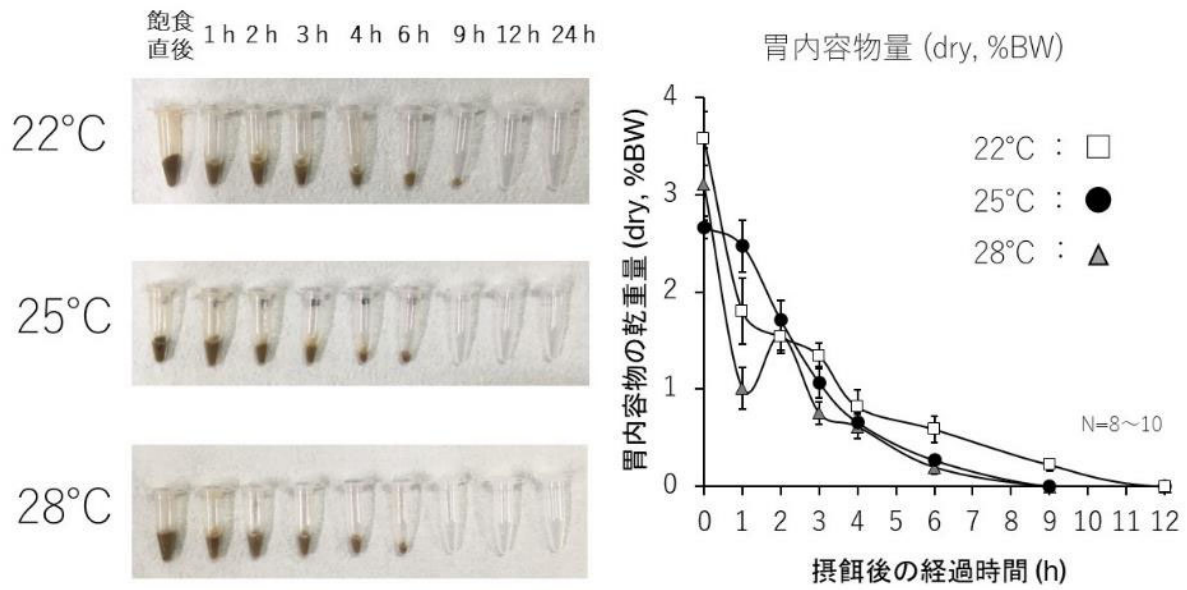 飽食
直後 1 h 2 h 3 h 4 h 6 h 9 h 12 h 24 h
22°C
25°C
28°C
胃内容物量 (dry, %BW)
胃内容物の乾重量 (dry, %BW)
4
3
2
1
0
22°C :
25°C :
28°C :
N=8～10
0 1 2 3 4 5 6 7 8 9 10 11 12
摂餌後の経過時間 (h)